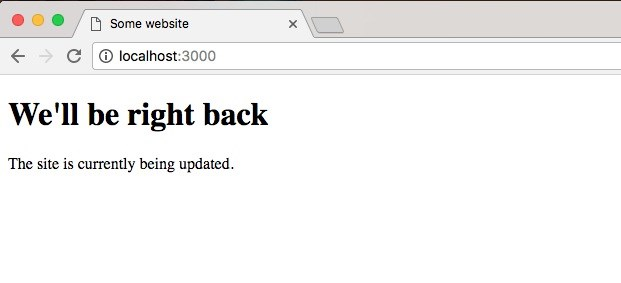 Some website
localhost:3000
We'll be right back
The site is currently being updated.